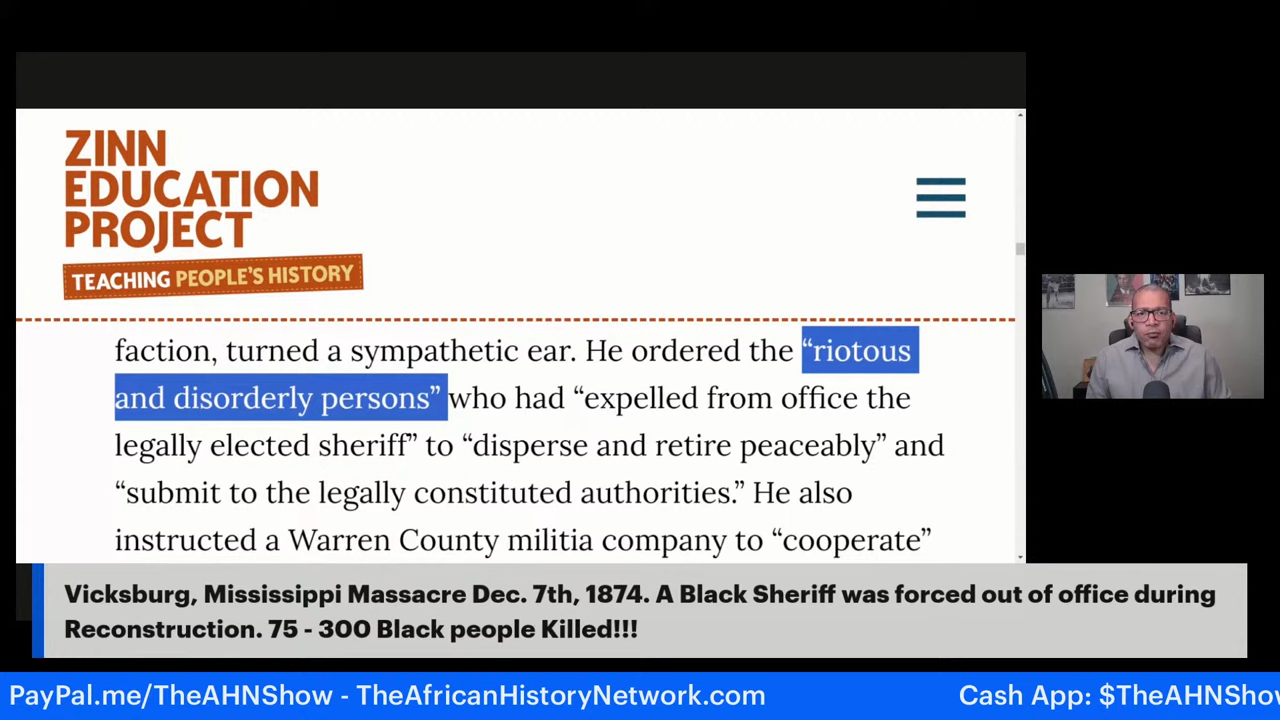 ZINN
EDUCATION
PROJECT
TEACHING PEOPLE'S HISTORY
faction, turned a sympathetic ear. He ordered the “riotous
and disorderly persons” who had “expelled from office the
legally elected sheriff” to “disperse and retire peaceably” and
“submit to the legally constituted authorities.” He also
instructed a Warren County militia company to “cooperate”
Vicksburg, Mississippi Massacre Dec. 7th, 1874. A Black Sheriff was forced out of office during
Reconstruction. 75 - 300 Black people Killed!!!
PayPal.me/TheAHNShow - TheAfricanHistoryNetwork.com Cash App: $TheAHNSho